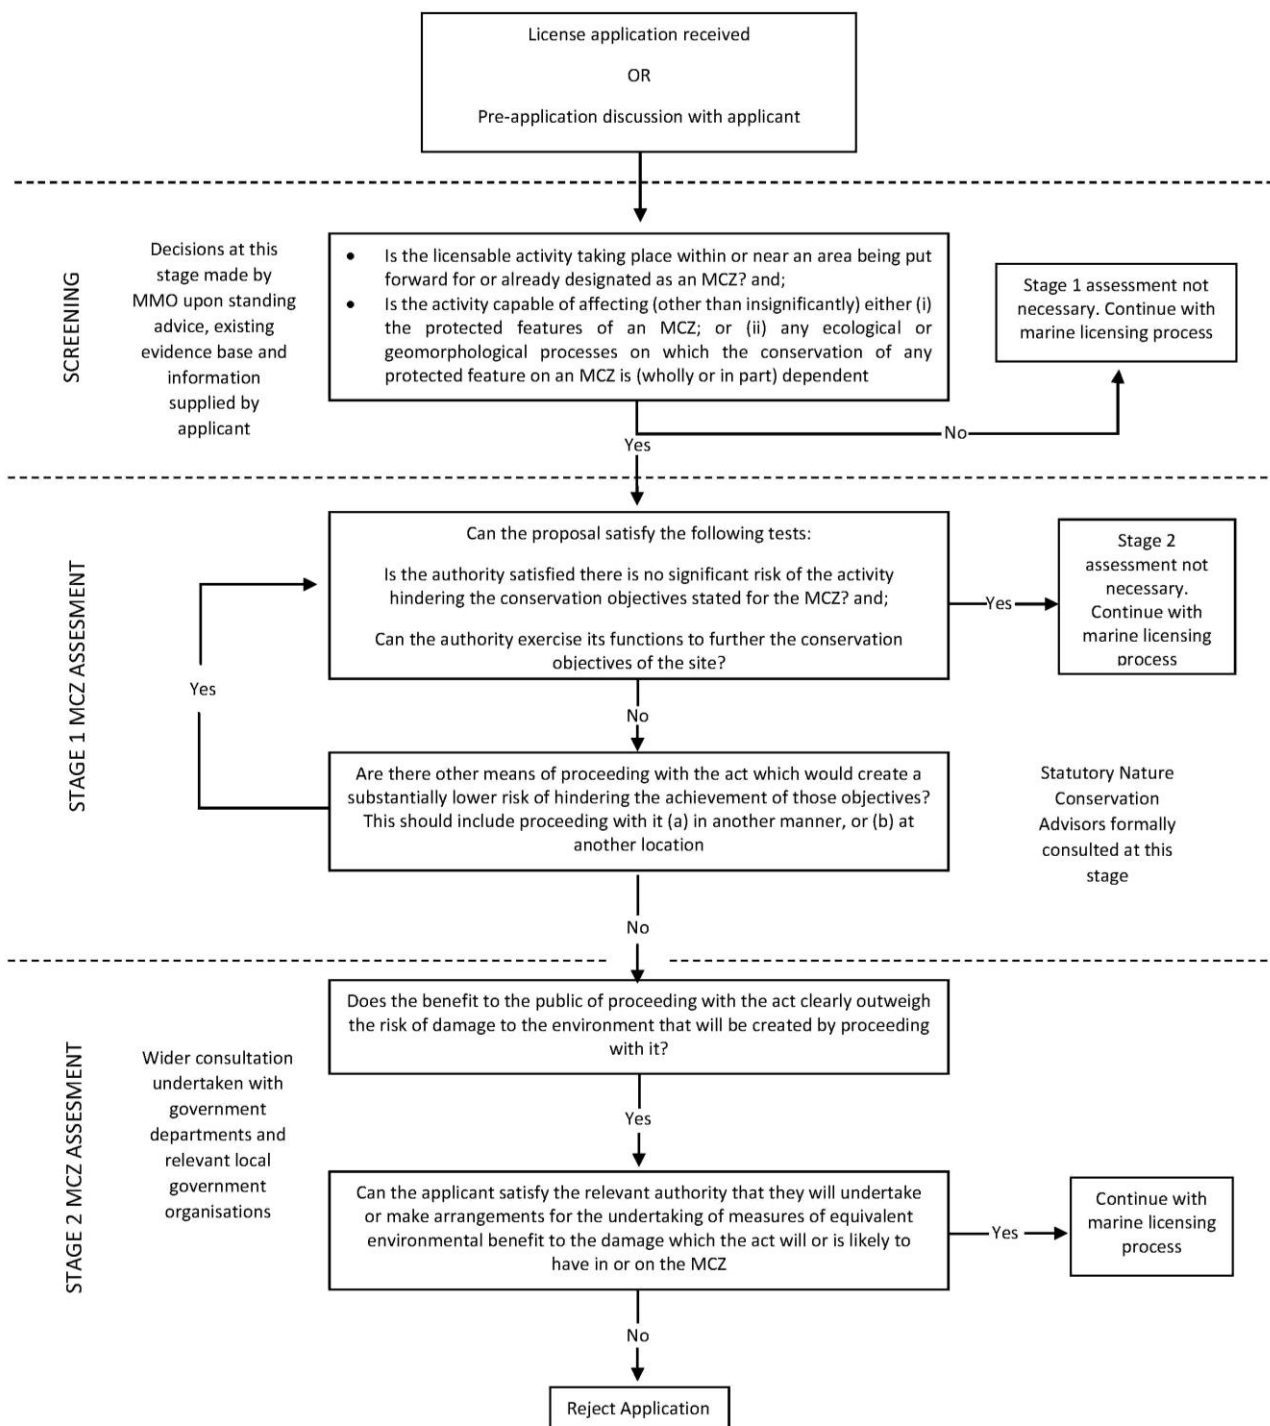 License application received
OR
Pre-application discussion with applicant
SCREENING
Decisions at this
stage made by
MMO upon standing
advice, existing
evidence base and
information
supplied by
applicant
• Is the licensable activity taking place within or near an area being put
forward for or already designated as an MCZ? and;
• Is the activity capable of affecting (other than insignificantly) either (i)
the protected features of an MCZ; or (ii) any ecological or
geomorphological processes on which the conservation of any
protected feature on an MCZ is (wholly or in part) dependent
Stage 1 assessment not
necessary. Continue with
marine licensing process
No
Yes
STAGE 1 MCZ ASSESMENT
Can the proposal satisfy the following tests:
Is the authority satisfied there is no significant risk of the activity
hindering the conservation objectives stated for the MCZ? and;
Can the authority exercise its functions to further the conservation
objectives of the site?
Yes
Stage 2
assessment not
necessary.
Continue with
marine licensing
process
Yes
No
Are there other means of proceeding with the act which would create a
substantially lower risk of hindering the achievement of those objectives?
This should include proceeding with it (a) in another manner, or (b) at
another location
Statutory Nature
Conservation
Advisors formally
consulted at this
stage
No
STAGE 2 MCZ ASSESMENT
Wider consultation
undertaken with
government
departments and
relevant local
government
organisations
Does the benefit to the public of proceeding with the act clearly outweigh
the risk of damage to the environment that will be created by proceeding
with it?
Yes
Can the applicant satisfy the relevant authority that they will undertake
or make arrangements for the undertaking of measures of equivalent
environmental benefit to the damage which the act will or is likely to
have in or on the MCZ
Yes
Continue with
marine licensing
process
No
Reject Application